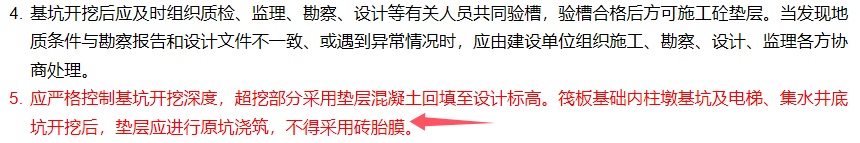 4. 基坑开挖后应及时组织质检、监理、勘察、设计等有关人员共同验槽，验槽合格后方可施工砼垫层。当发现地
质条件与勘察报告和设计文件不一致、或遇到异常情况时，应由建设单位组织施工、勘察、设计、监理各方协
商处理。
5. 应严格控制基坑开挖深度，超挖部分采用垫层混凝土回填至设计标高。筏板基础内柱墩基坑及电梯、集水井底
坑开挖后，垫层应进行原坑浇筑，不得采用砖胎膜。